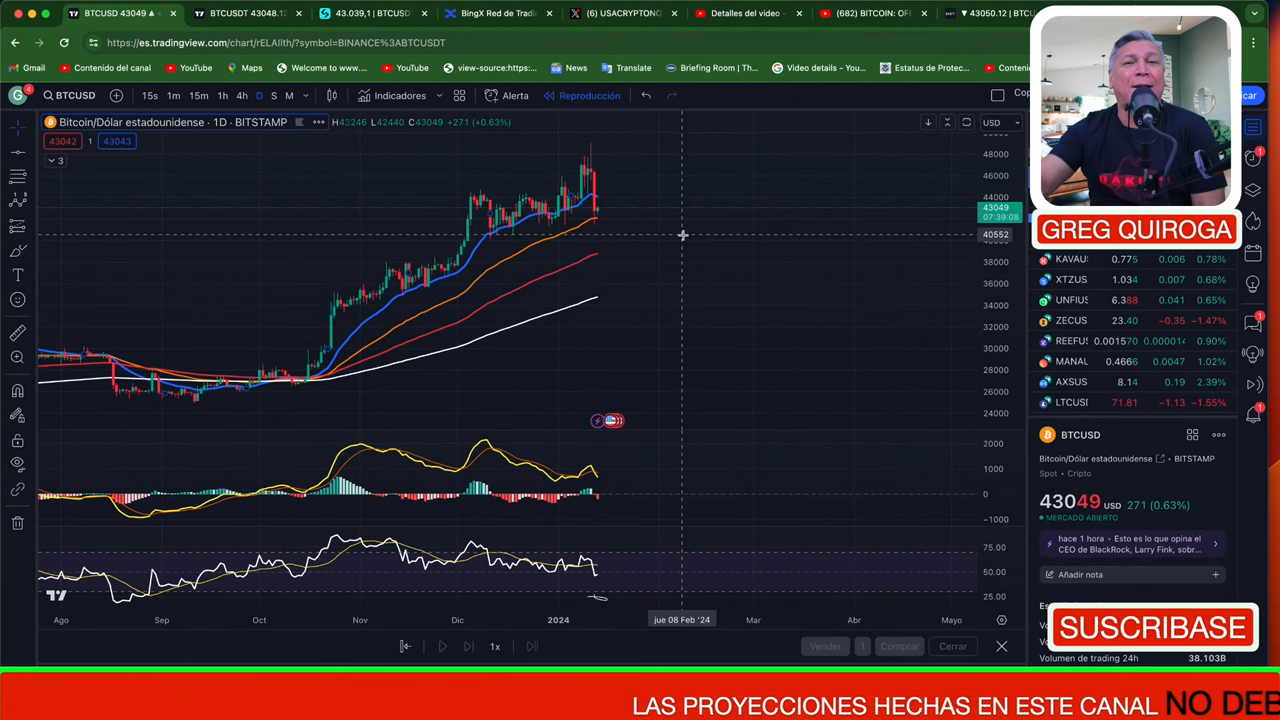 BTCUSD 43049 ▲
BTCUSDT 43048.12
43.039,1 | BTCUSDT
BingX Red de Trading
(6) USACRYPTONO
Detalles del video -
(682) BITCOIN: OFE
▼ 43050.12 | BTC
https://es.tradingview.com/chart/rELAIlth/?symbol=BINANCE%3ABTCUSDT
Gmail
Contenido del canal
YouTube
Maps
Welcome to www....
YouTube
view-source:https:...
News
Translate
Briefing Room | Th...
Video details - You...
Estatus de Protec...
G
4
BTCUSD
15s 1m 15m 1h 4h D S M
Indicadores
Alerta
Reproducción
Bitcoin/Dólar estadounidense · 1D · BITSTAMP
H43246 L42440 C43049 +271 (+0.63%)
USD
43042 1 43043
3
48000
46000
44000
43049
07:39:08
40552
38000
36000
34000
32000
30000
28000
26000
24000
2000
1000
0
−1000
75.00
50.00
25.00
Ago Sep Oct Nov Dic 2024 jue 08 Feb '24 Mar Abr Mayo
1x
Vender 1 Comprar Cerrar
GREG QUIROGA
KAVAUS 0.775 0.006 0.78%
XTZUS 1.034 0.007 0.68%
UNFIUS 6.388 0.041 0.65%
ZECUS 23.40 −0.35 −1.47%
REEFUS 0.001570 0.000014 0.90%
MANAU 0.4666 0.0047 1.02%
AXSUS 8.14 0.19 2.39%
LTCUSD 71.81 −1.13 −1.55%
BTCUSD
Bitcoin/Dólar estadounidense • BITSTAMP
Spot • Cripto
43049 USD 271 (0.63%)
MERCADO ABIERTO
hace 1 hora • Esto es lo que opina el
CEO de BlackRock, Larry Fink, sobr...
Añadir nota
SUSCRIBASE
Volumen de trading 24h 38.103B
LAS PROYECCIONES HECHAS EN ESTE CANAL NO DEB